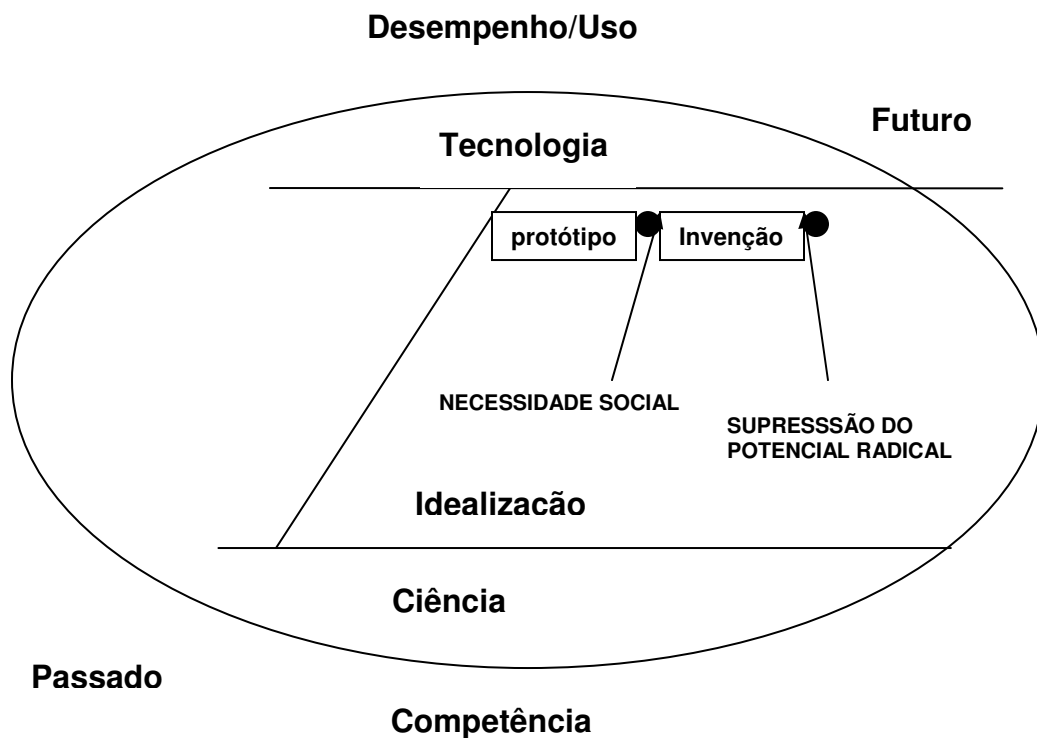 Desempenho/Uso
Futuro
Tecnologia
protótipo
Invenção
NECESSIDADE SOCIAL
SUPRESSSÃO DO
POTENCIAL RADICAL
Idealizacão
Ciência
Passado
Competência